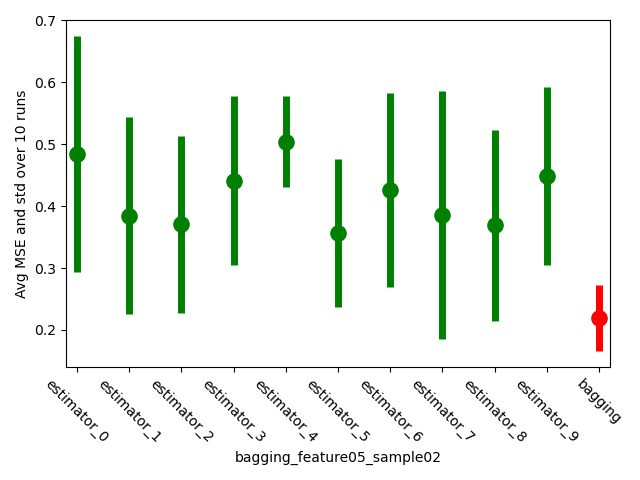 0.7
0.6
0.5
0.4
0.3
0.2
Avg MSE and std over 10 runs
estimator_0
estimator_1
estimator_2
estimator_3
estimator_4
estimator_5
estimator_6
estimator_7
estimator_8
estimator_9
bagging
bagging_feature05_sample02